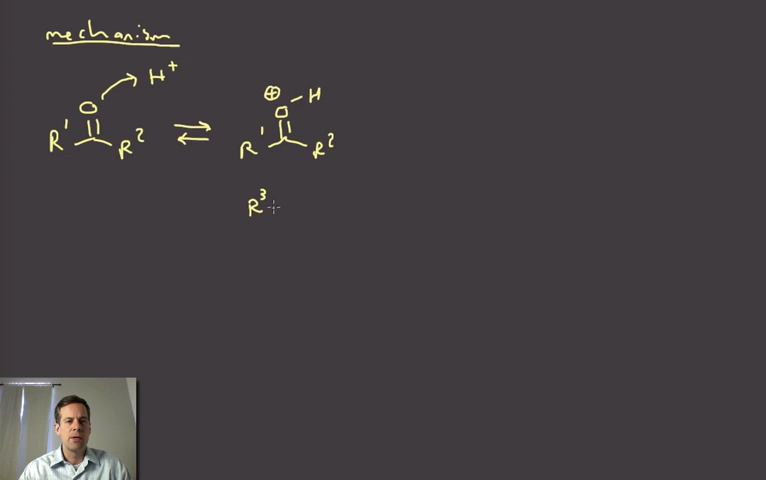 mechanism
O H⁺
R¹ R²
⊕ O H
R¹ R²
R³